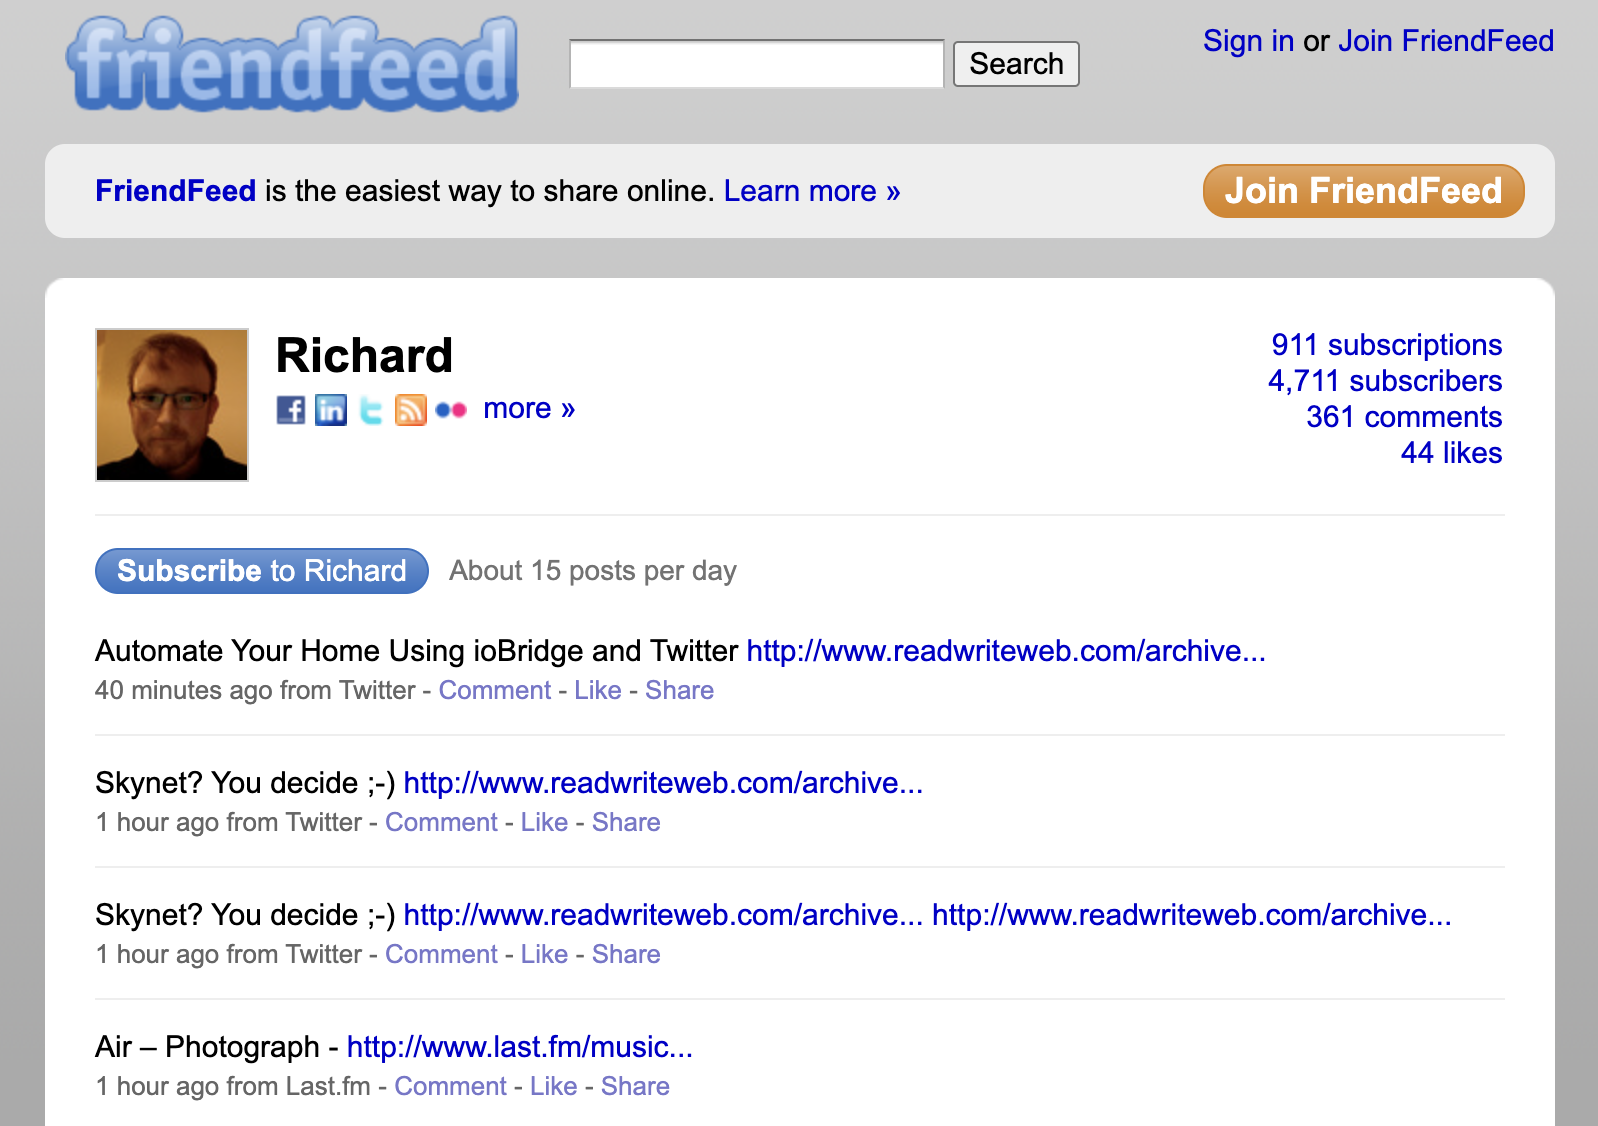 friendfeed
Search
Sign in or Join FriendFeed
FriendFeed is the easiest way to share online. Learn more »
Join FriendFeed
Richard
more »
911 subscriptions
4,711 subscribers
361 comments
44 likes
Subscribe to Richard About 15 posts per day
Automate Your Home Using ioBridge and Twitter http://www.readwriteweb.com/archive...
40 minutes ago from Twitter - Comment - Like - Share
Skynet? You decide ;-) http://www.readwriteweb.com/archive...
1 hour ago from Twitter - Comment - Like - Share
Skynet? You decide ;-) http://www.readwriteweb.com/archive... http://www.readwriteweb.com/archive...
1 hour ago from Twitter - Comment - Like - Share
Air – Photograph - http://www.last.fm/music...
1 hour ago from Last.fm - Comment - Like - Share